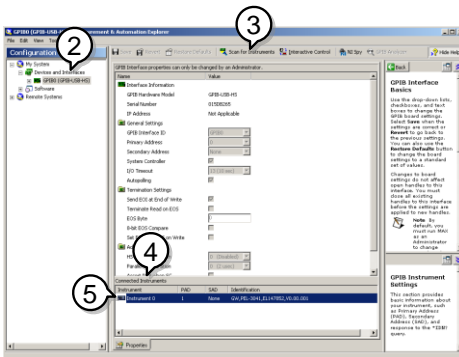 GPIB0 (GPIB-USB-HS) - Measurement & Automation Explorer
File Edit View Tools
Configuration
My System
Devices and Interfaces
GPIB0 (GPIB-USB-HS)
Software
Remote Systems
2
3
4
5
Save
Revert
Restore Defaults
Scan for Instruments
Interactive Control
NI Spy
GPIB Analyzer
Hide Help
GPIB Interface properties can only be changed by an Administrator.
Name Value
Interface Information
GPIB Hardware Model GPIB-USB-HS
Serial Number 015D8265
IP Address Not Applicable
General Settings
GPIB Interface ID GPIB0
Primary Address 0
Secondary Address None
System Controller
I/O Timeout 13 (10 sec)
Autopolling
Termination Settings
Send EOI at End of Write
Terminate Read on EOS
EOS Byte
8-bit EOS Compare
Write
0 (Disabled)
Connected Instruments
Instrument PAD SAD Identification
Instrument 0 1 None GW,PEL-3041,EL147852,V0.00.001
Properties
Back
GPIB Interface
Basics
Use the drop-down lists,
checkboxes, and text
boxes to change the
GPIB board settings.
Select Save when the
settings are correct or
Revert to go back to
the previous settings.
You can also use the
Restore Defaults button
to change the board
settings to a standard
set of values.
Changes to board
settings do not affect
open handles to this
interface. You must
close all existing
handles to this interface
before the settings are
applied to new handles.
Note By
default, you
must run MAX
as an
Administrator
to change
GPIB Instrument
Settings
This section provides
basic information about
your instrument, such
as Primary Address
(PAD), Secondary
Address (SAD), and
response to the *IDN?
query.